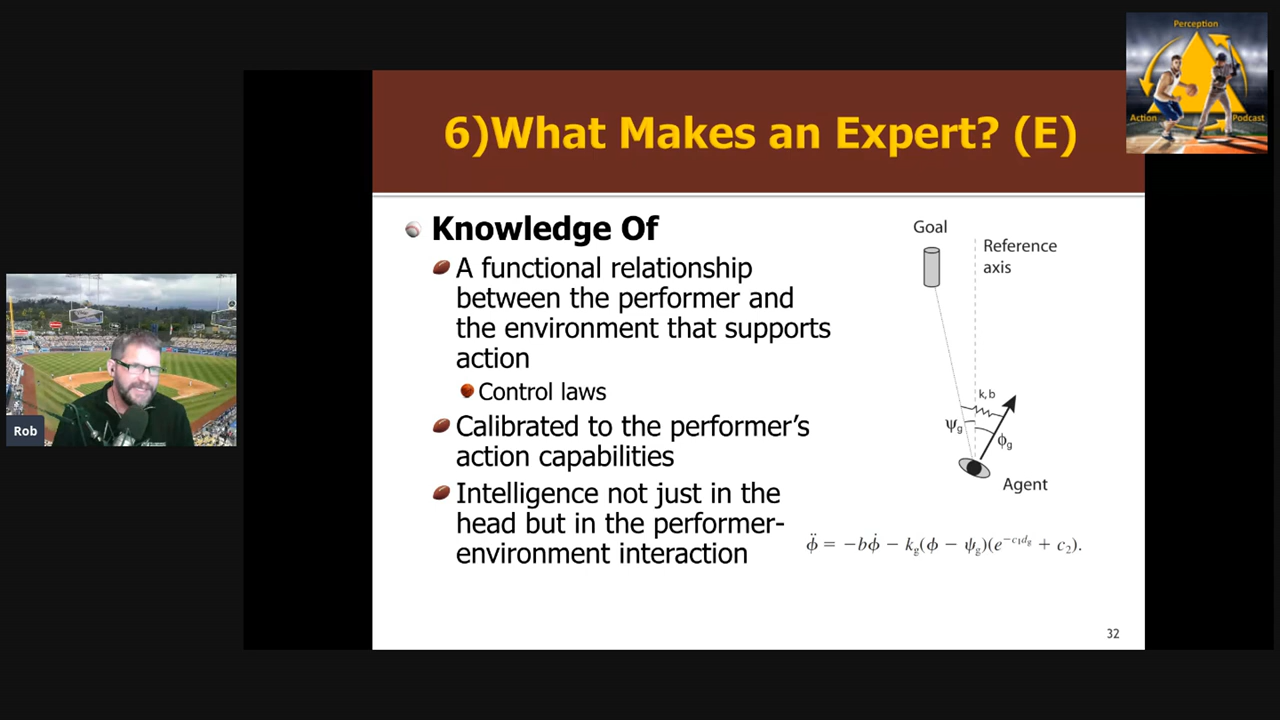 Perception
Action
Podcast
6)What Makes an Expert? (E)
Knowledge Of
A functional relationship
between the performer and
the environment that supports
action
Control laws
Calibrated to the performer's
action capabilities
Intelligence not just in the
head but in the performer-
environment interaction
Goal
Reference
axis
k, b
ψg
ϕg
Agent
ϕ̈ = −bϕ̇ − kg(ϕ − ψg)(e^−c1dg + c2).
32
Rob